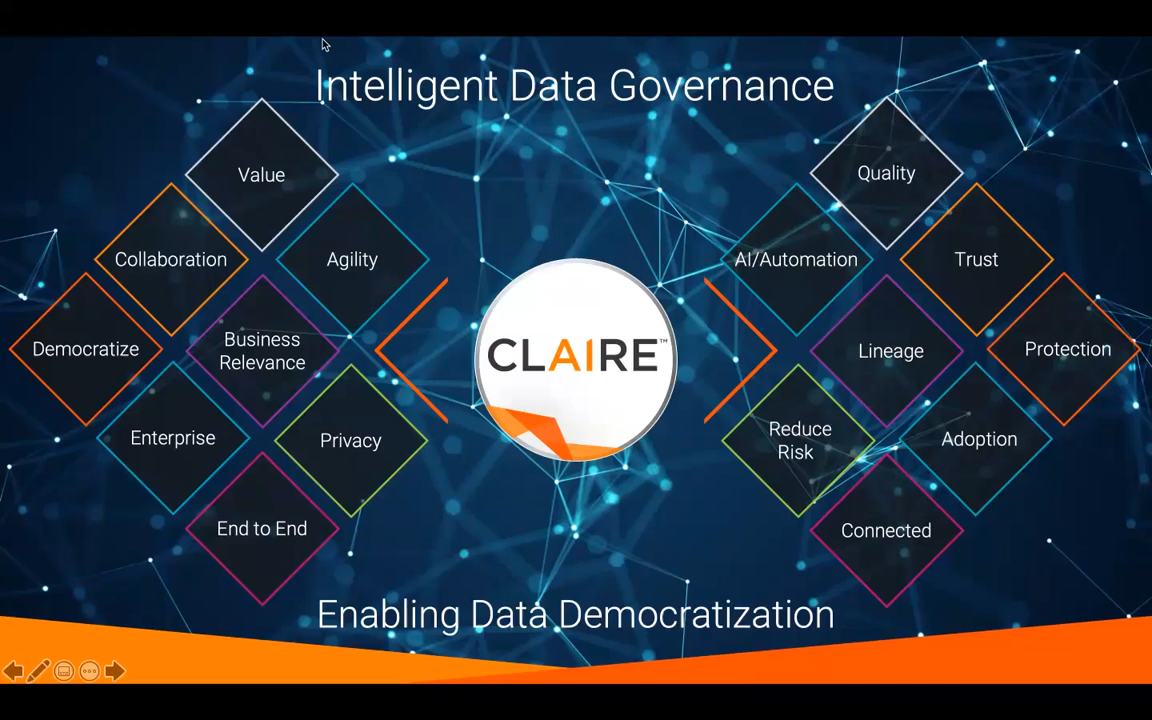 Intelligent Data Governance
Value
Collaboration
Agility
Democratize
Business
Relevance
Enterprise
Privacy
End to End
CLAIRE™
Quality
AI/Automation
Trust
Lineage
Protection
Reduce
Risk
Adoption
Connected
Enabling Data Democratization